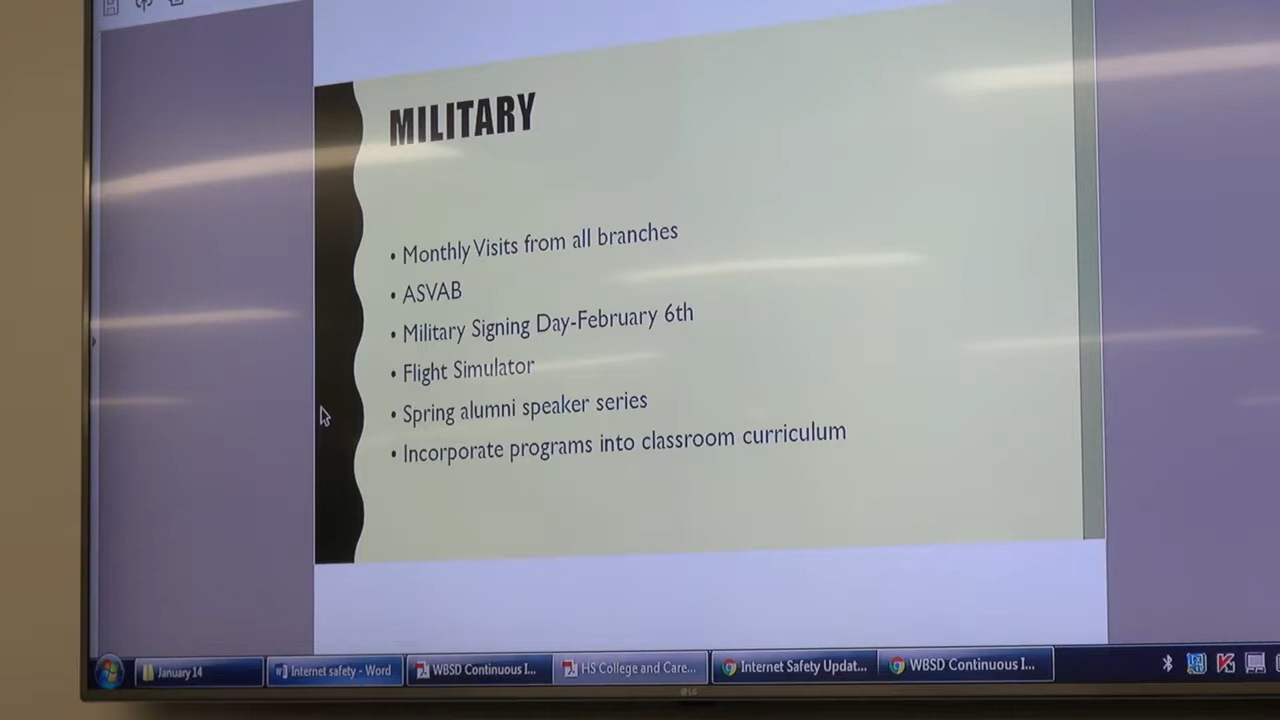 MILITARY
• Monthly Visits from all branches
• ASVAB
• Military Signing Day-February 6th
• Flight Simulator
• Spring alumni speaker series
• Incorporate programs into classroom curriculum
January 14
Internet safety - Word
WBSD Continuous I...
HS College and Care...
Internet Safety Updat...
WBSD Continuous I...
LG